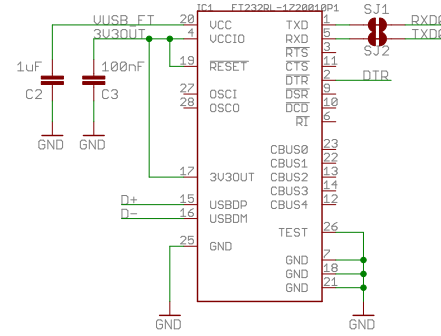 IC1 FT232RL-1Z20010P1
SJ1
VUSB_FT 20 VCC TXD 1 RXD
3V3OUT 4 VCCIO RXD 5 TXD
RTS 3 SJ2
1uF 100nF 19 RESET CTS 11
DTR 2 DTR
C2 C3 27 OSCI DSR 9
28 OSCO DCD 10
RI 6
GND GND
CBUS0 23
CBUS1 22
17 3V3OUT CBUS2 13
CBUS3 14
D+ 15 USBDP CBUS4 12
D- 16 USBDM
TEST 26
25 GND
GND 7
GND 18
GND 21
GND GND